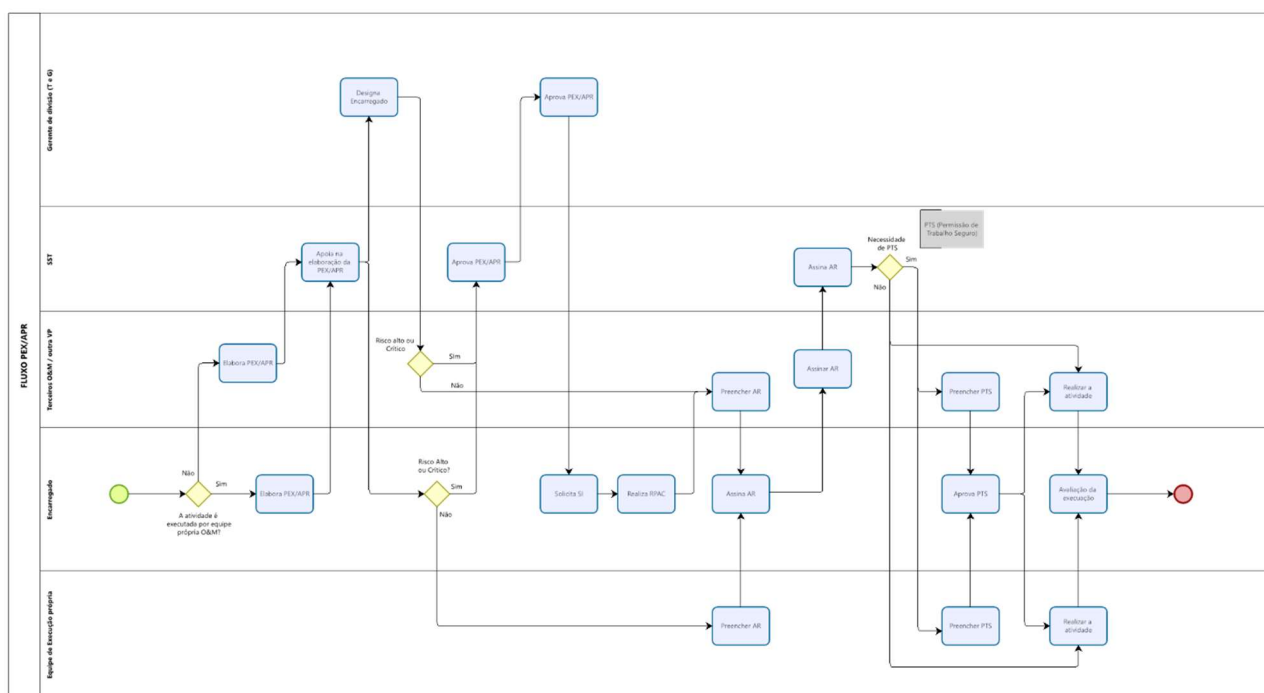 FLUXO PEX/APR
Gerente de divisão (T e G)
Designa
Encarregado
Aprova PEX/APR
SST
Apoia na
elaboração da
PEX/APR
Aprova PEX/APR
Assina AR
Necessidade
de PTS
Sim
Não
PTS (Permissão de
Trabalho Seguro)
Terceiros O&M / outra VP
Elabora PEX/APR
Risco alto ou
Crítico
Sim
Não
Preencher AR
Assinar AR
Preencher PTS
Realizar a
atividade
Encarregado
Não
Sim
A atividade é
executada por equipe
própria O&M?
Elabora PEX/APR
Risco Alto
ou Crítico?
Sim
Não
Solicita SI
Realiza RPAC
Assina AR
Aprova PTS
Avaliação da
execução
Equipe de Execução própria
Preencher AR
Preencher PTS
Realizar a
atividade